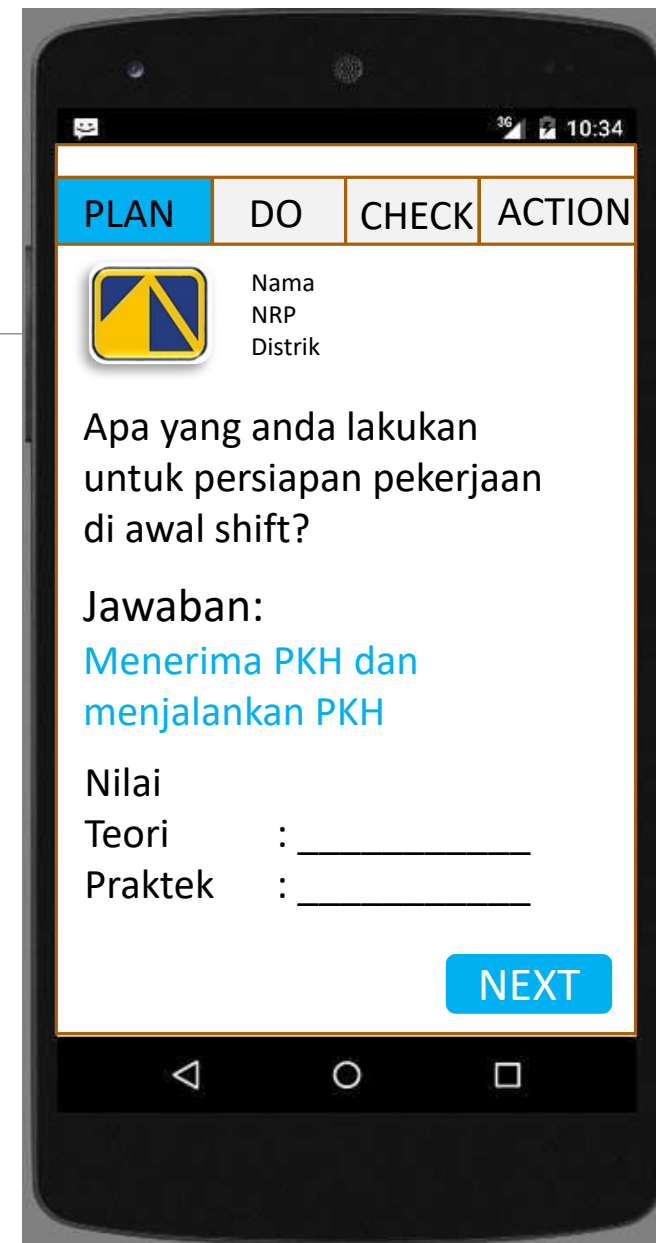 3G 10:34
PLAN DO CHECK ACTION
Nama
NRP
Distrik
Apa yang anda lakukan
untuk persiapan pekerjaan
di awal shift?
Jawaban:
Menerima PKH dan
menjalankan PKH
Nilai
Teori : ___________
Praktek : ___________
NEXT